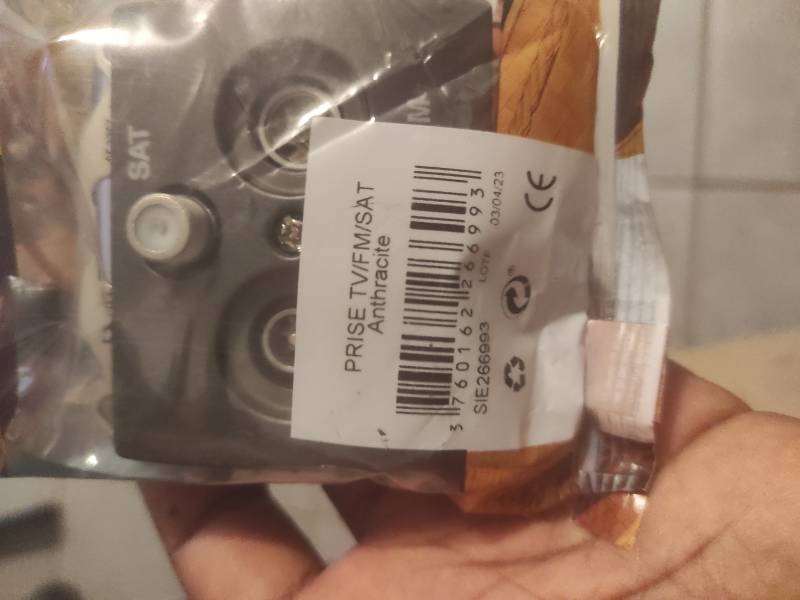 SAT
M
PRISE TV/FM/SAT
Anthracite
3 760162 266993
SIE266993
LOT#
03/04/23
CE